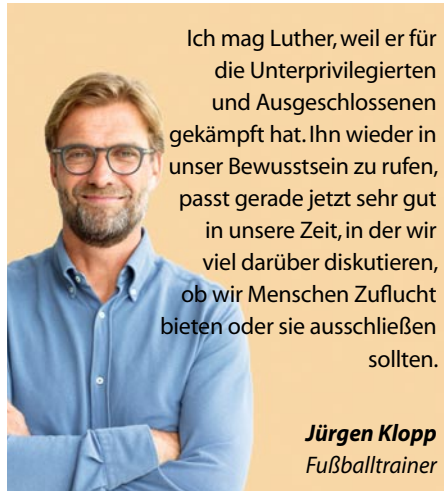 Ich mag Luther, weil er für
die Unterprivilegierten
und Ausgeschlossenen
gekämpft hat. Ihn wieder in
unser Bewusstsein zu rufen,
passt gerade jetzt sehr gut
in unsere Zeit, in der wir
viel darüber diskutieren,
ob wir Menschen Zuflucht
bieten oder sie ausschließen
sollten.
Jürgen Klopp
Fußballtrainer